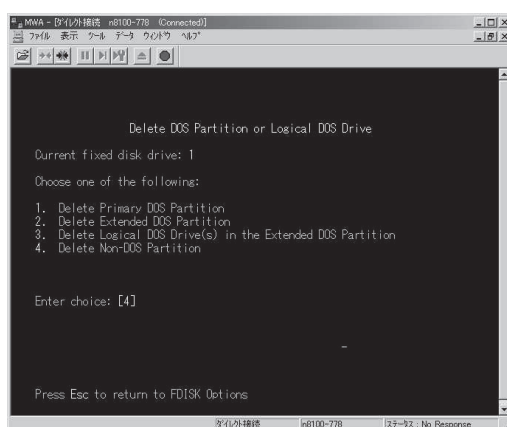 MWA - [ﾀﾞｲﾚｸﾄ接続 n8100-778 (Connected)]
ﾌｧｲﾙ 表示 ﾂｰﾙ ﾃﾞｰﾀ ｳｨﾝﾄﾞｳ ﾍﾙﾌﾟ
Delete DOS Partition or Logical DOS Drive
Current fixed disk drive: 1
Choose one of the following:
1. Delete Primary DOS Partition
2. Delete Extended DOS Partition
3. Delete Logical DOS Drive(s) in the Extended DOS Partition
4. Delete Non-DOS Partition
Enter choice: [4]
Press Esc to return to FDISK Options
ﾀﾞｲﾚｸﾄ接続 n8100-778 ｽﾃｰﾀｽ : No Response